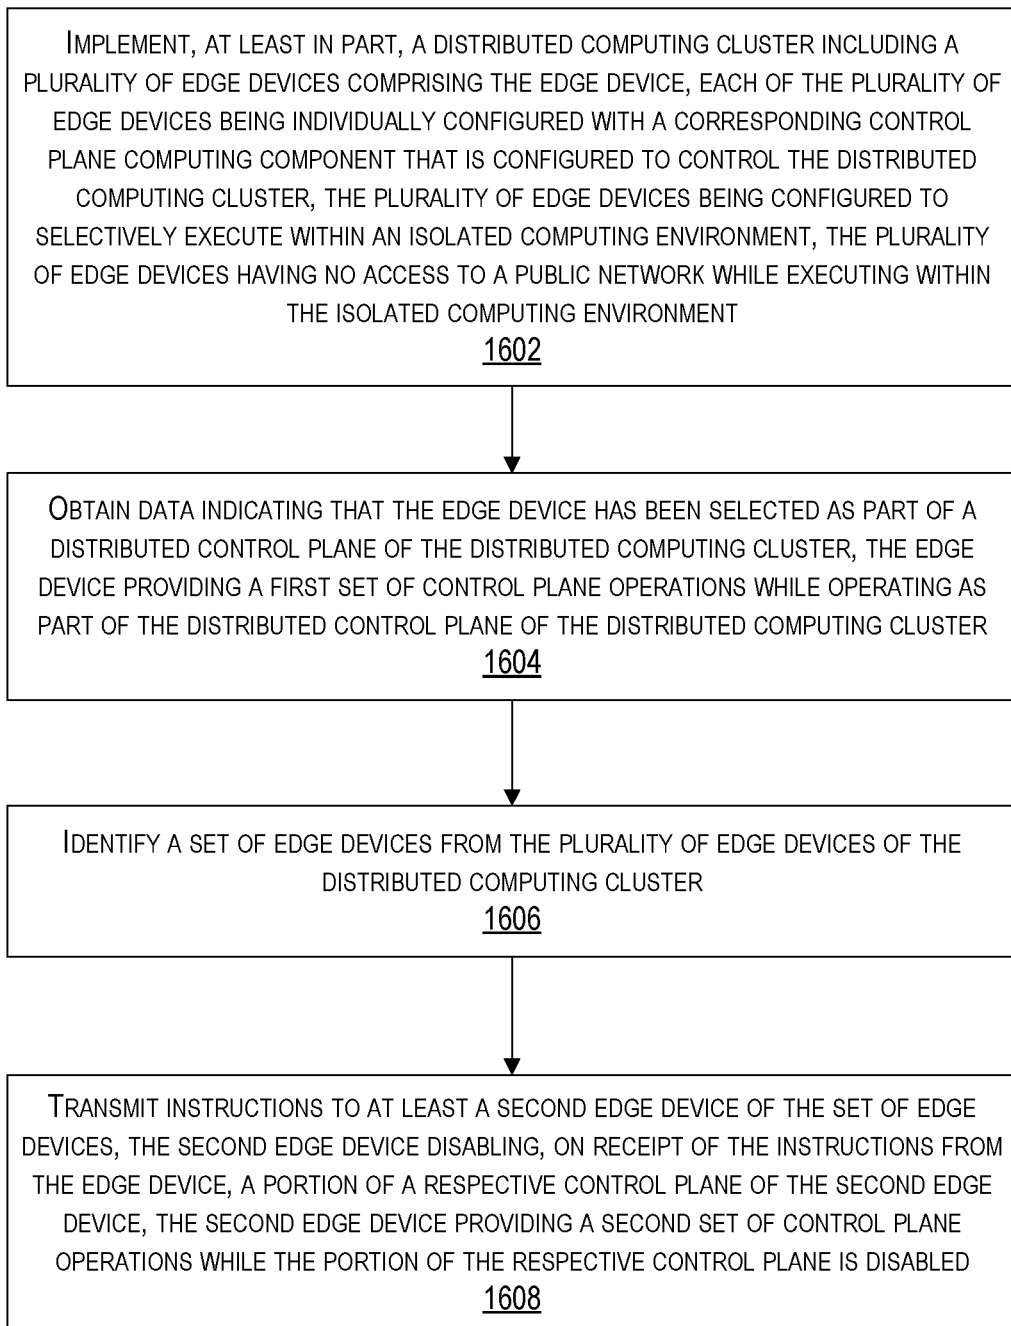 IMPLEMENT, AT LEAST IN PART, A DISTRIBUTED COMPUTING CLUSTER INCLUDING A
PLURALITY OF EDGE DEVICES COMPRISING THE EDGE DEVICE, EACH OF THE PLURALITY OF
EDGE DEVICES BEING INDIVIDUALLY CONFIGURED WITH A CORRESPONDING CONTROL
PLANE COMPUTING COMPONENT THAT IS CONFIGURED TO CONTROL THE DISTRIBUTED
COMPUTING CLUSTER, THE PLURALITY OF EDGE DEVICES BEING CONFIGURED TO
SELECTIVELY EXECUTE WITHIN AN ISOLATED COMPUTING ENVIRONMENT, THE PLURALITY
OF EDGE DEVICES HAVING NO ACCESS TO A PUBLIC NETWORK WHILE EXECUTING WITHIN
THE ISOLATED COMPUTING ENVIRONMENT
1602
OBTAIN DATA INDICATING THAT THE EDGE DEVICE HAS BEEN SELECTED AS PART OF A
DISTRIBUTED CONTROL PLANE OF THE DISTRIBUTED COMPUTING CLUSTER, THE EDGE
DEVICE PROVIDING A FIRST SET OF CONTROL PLANE OPERATIONS WHILE OPERATING AS
PART OF THE DISTRIBUTED CONTROL PLANE OF THE DISTRIBUTED COMPUTING CLUSTER
1604
IDENTIFY A SET OF EDGE DEVICES FROM THE PLURALITY OF EDGE DEVICES OF THE
DISTRIBUTED COMPUTING CLUSTER
1606
TRANSMIT INSTRUCTIONS TO AT LEAST A SECOND EDGE DEVICE OF THE SET OF EDGE
DEVICES, THE SECOND EDGE DEVICE DISABLING, ON RECEIPT OF THE INSTRUCTIONS FROM
THE EDGE DEVICE, A PORTION OF A RESPECTIVE CONTROL PLANE OF THE SECOND EDGE
DEVICE, THE SECOND EDGE DEVICE PROVIDING A SECOND SET OF CONTROL PLANE
OPERATIONS WHILE THE PORTION OF THE RESPECTIVE CONTROL PLANE IS DISABLED
1608